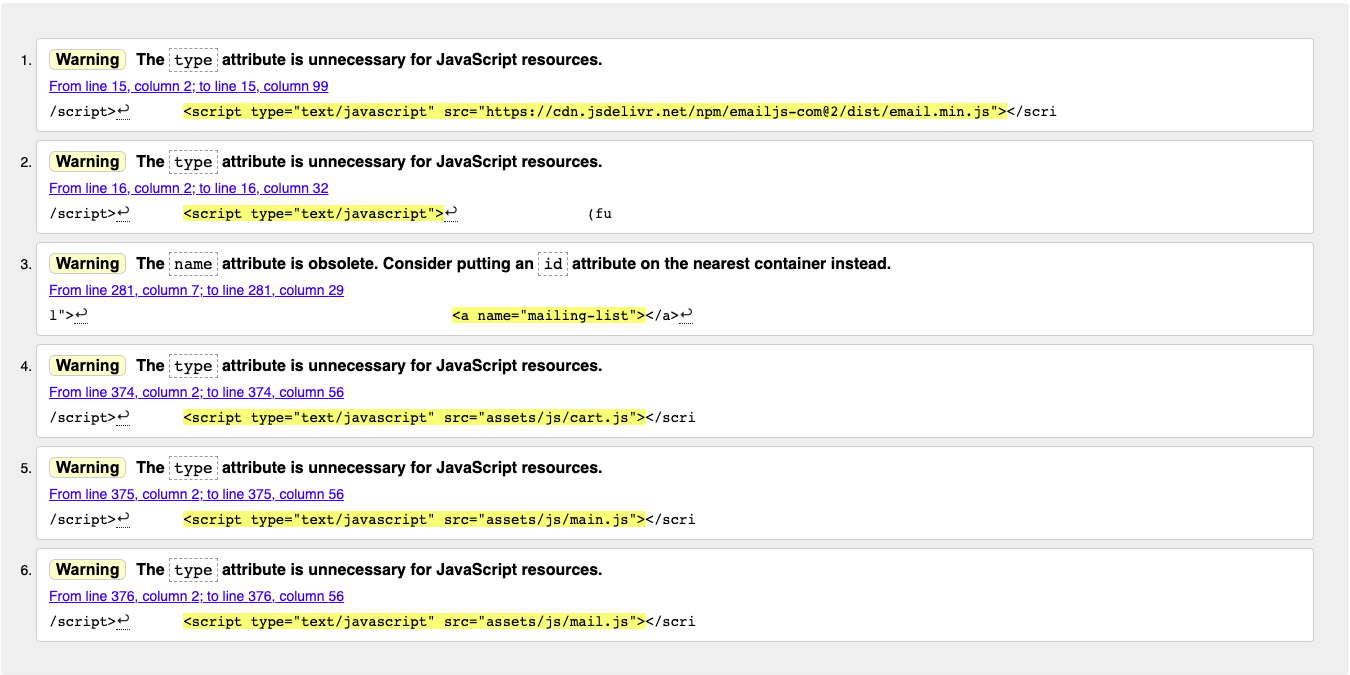 1. Warning The type attribute is unnecessary for JavaScript resources.
From line 15, column 2; to line 15, column 99
/script>↩ <script type="text/javascript" src="https://cdn.jsdelivr.net/npm/emailjs-com@2/dist/email.min.js"></scri
2. Warning The type attribute is unnecessary for JavaScript resources.
From line 16, column 2; to line 16, column 32
/script>↩ <script type="text/javascript">↩ (fu
3. Warning The name attribute is obsolete. Consider putting an id attribute on the nearest container instead.
From line 281, column 7; to line 281, column 29
l">↩ <a name="mailing-list"></a>↩
4. Warning The type attribute is unnecessary for JavaScript resources.
From line 374, column 2; to line 374, column 56
/script>↩ <script type="text/javascript" src="assets/js/cart.js"></scri
5. Warning The type attribute is unnecessary for JavaScript resources.
From line 375, column 2; to line 375, column 56
/script>↩ <script type="text/javascript" src="assets/js/main.js"></scri
6. Warning The type attribute is unnecessary for JavaScript resources.
From line 376, column 2; to line 376, column 56
/script>↩ <script type="text/javascript" src="assets/js/mail.js"></scri